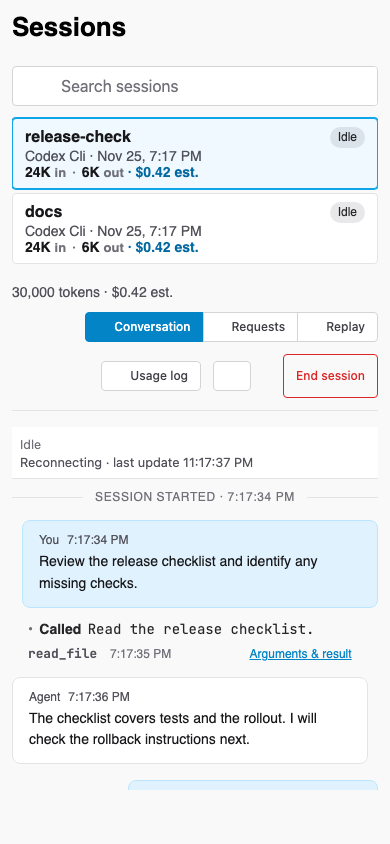 Sessions
Search sessions
release-check
Idle
Codex Cli · Nov 25, 7:17 PM
24K in · 6K out · $0.42 est.
docs
Idle
Codex Cli · Nov 25, 7:17 PM
24K in · 6K out · $0.42 est.
30,000 tokens · $0.42 est.
Conversation
Requests
Replay
Usage log
End session
Idle
Reconnecting · last update 11:17:37 PM
SESSION STARTED · 7:17:34 PM
You 7:17:34 PM
Review the release checklist and identify any
missing checks.
· Called Read the release checklist.
read_file 7:17:35 PM Arguments & result
Agent 7:17:36 PM
The checklist covers tests and the rollout. I will
check the rollback instructions next.